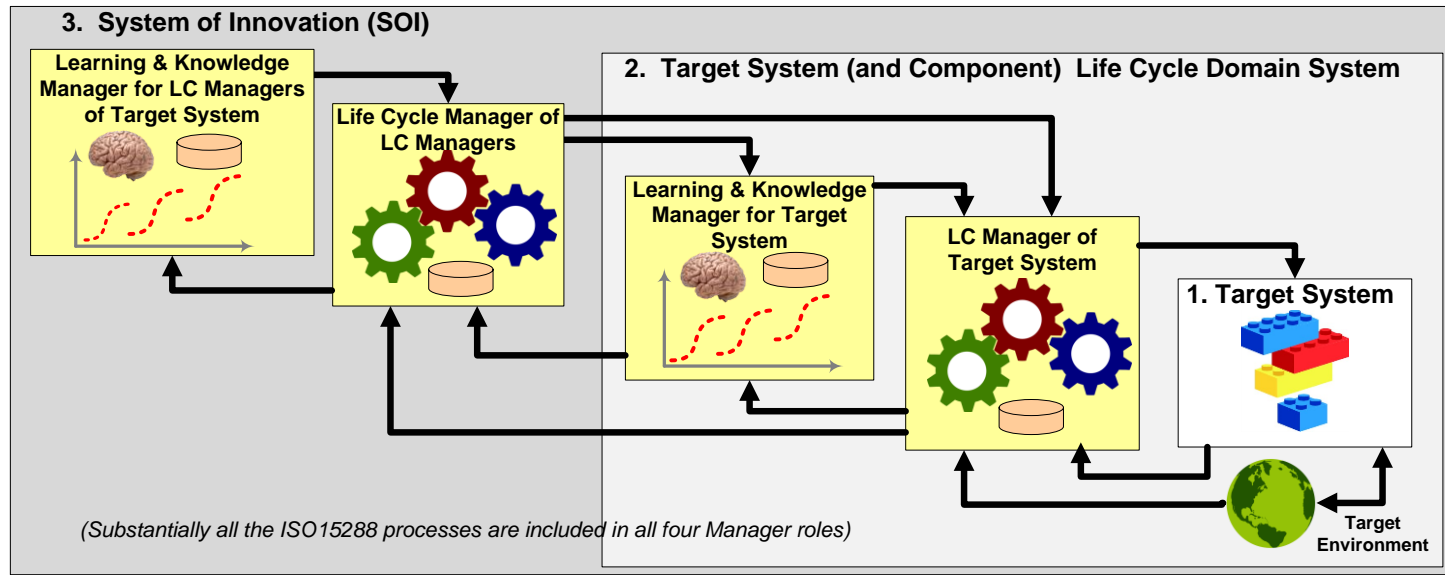 3. System of Innovation (SOI)
Learning & Knowledge
Manager for LC Managers
of Target System
2. Target System (and Component) Life Cycle Domain System
Life Cycle Manager of
LC Managers
Learning & Knowledge
Manager for Target
System
LC Manager of
Target System
1. Target System
(Substantially all the ISO15288 processes are included in all four Manager roles)
Target
Environment